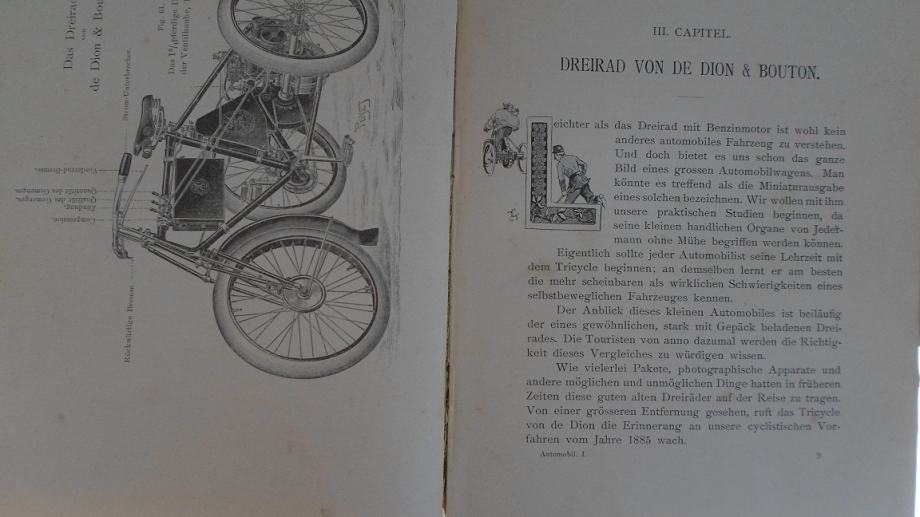 Das Dreirad
von
de Dion & Bou
Fig. 61.
der Ventilhaube,
Strom-Unterbrecher.
Vorderrad-Bremse.
Quantität des Gemenges.
Qualität des Gemenges.
Zündung.
Compression.
Rückwärtige Bremse.
III. CAPITEL.
DREIRAD VON DE DION & BOUTON.
Leichter als das Dreirad mit Benzinmotor ist wohl kein
anderes automobiles Fahrzeug zu verstehen.
Und doch bietet es uns schon das ganze
Bild eines grossen Automobilwagens. Man
könnte es treffend als die Miniaturausgabe
eines solchen bezeichnen. Wir wollen mit ihm
unsere praktischen Studien beginnen, da
seine kleinen handlichen Organe von Jeder-
maun ohne Mühe begriffen werden können.
Eigentlich sollte jeder Automobilist seine Lehrzeit mit
dem Tricycle beginnen; an demselben lernt er am besten
die mehr scheinbaren als wirklichen Schwierigkeiten eines
selbstbeweglichen Fahrzeuges kennen.
Der Anblick dieses kleinen Automobiles ist beiläufig
der eines gewöhnlichen, stark mit Gepäck beladenen Drei-
rades. Die Touristen von anno dazumal werden die Richtig-
keit dieses Vergleiches zu würdigen wissen.
Wie vielerlei Pakete, photographische Apparate und
andere möglichen und unmöglichen Dinge hatten in früheren
Zeiten diese guten alten Dreiräder auf der Reise zu tragen.
Von einer grösseren Entfernung gesehen, ruft das Tricycle
von de Dion die Erinnerung an unsere cyclistischen Vor-
fahren vom Jahre 1885 wach.
Automobil. I.
2